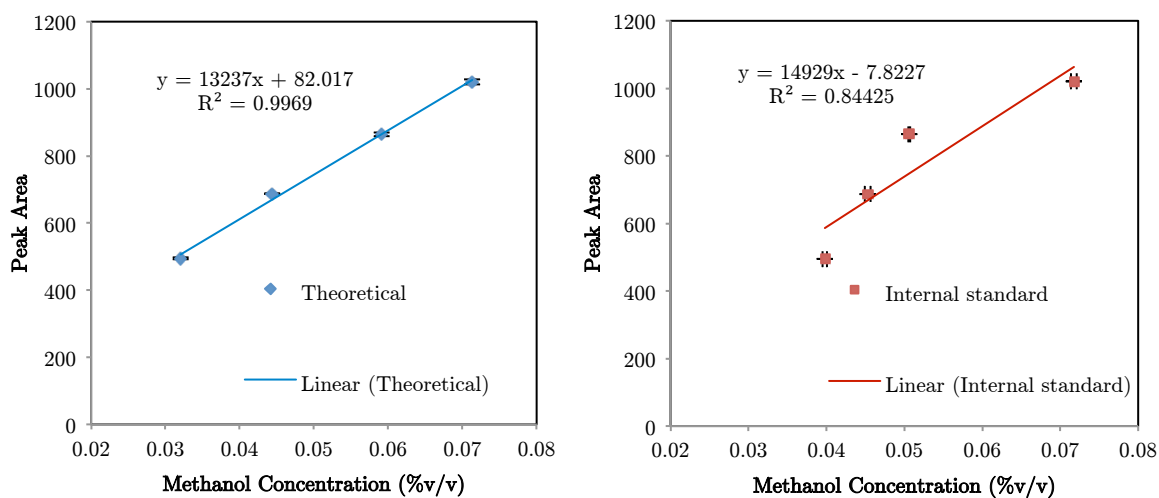 1200
1000
800
600
400
200
0
Peak Area
y = 13237x + 82.017
R² = 0.9969
Theoretical
Linear (Theoretical)
0.02 0.03 0.04 0.05 0.06 0.07 0.08
Methanol Concentration (%v/v)
1200
1000
800
600
400
200
0
Peak Area
y = 14929x - 7.8227
R² = 0.84425
Internal standard
Linear (Internal standard)
0.02 0.03 0.04 0.05 0.06 0.07 0.08
Methanol Concentration (%v/v)